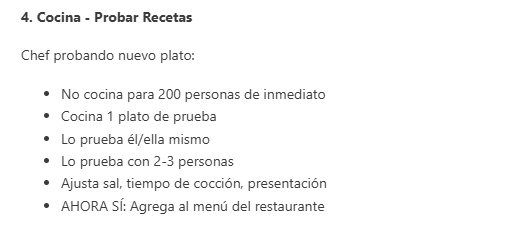 4. Cocina - Probar Recetas
Chef probando nuevo plato:
• No cocina para 200 personas de inmediato
• Cocina 1 plato de prueba
• Lo prueba él/ella mismo
• Lo prueba con 2-3 personas
• Ajusta sal, tiempo de cocción, presentación
• AHORA SÍ: Agrega al menú del restaurante